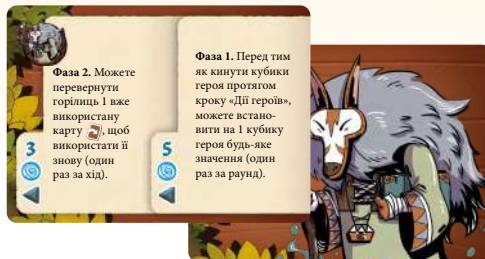 Фаза 2. Можете
перевернути
горілиць 1 вже
використану
карту , щоб
використати її
знову (один
раз за хід).
3
Фаза 1. Перед тим
як кинути кубики
героя протягом
кроку «Дії героїв»,
можете встано-
вити на 1 кубику
героя будь-яке
значення (один
раз за раунд).
5